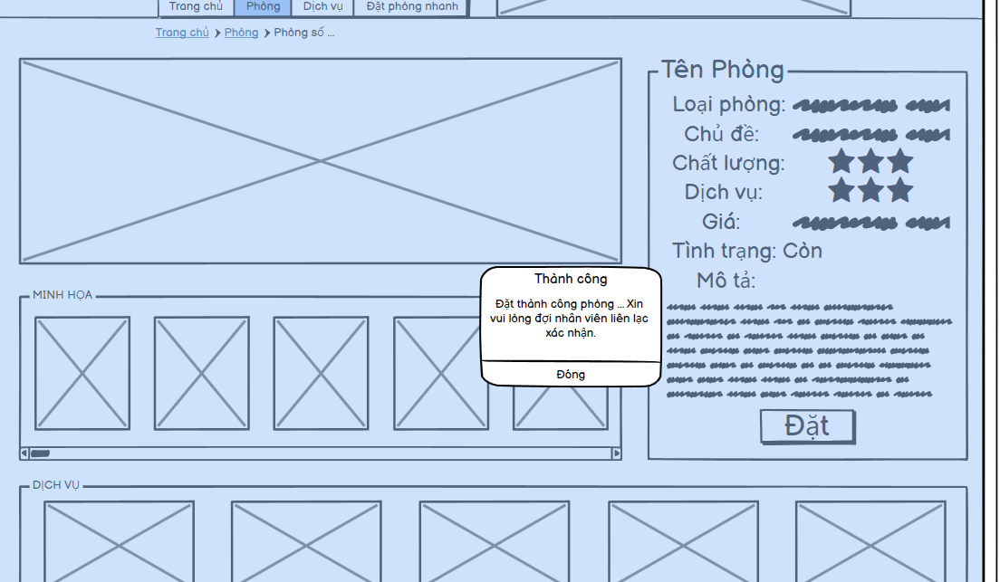 Trang chủ Phòng Dịch vụ Đặt phòng nhanh
Trang chủ > Phòng > Phòng số ...
Tên Phòng
Loại phòng:
Chủ đề:
Chất lượng:
Dịch vụ:
Giá:
Tình trạng: Còn
Mô tả:
Đặt
MINH HỌA
Thành công
Đặt thành công phòng ... Xin
vui lòng đợi nhân viên liên lạc
xác nhận.
Đóng
DỊCH VỤ